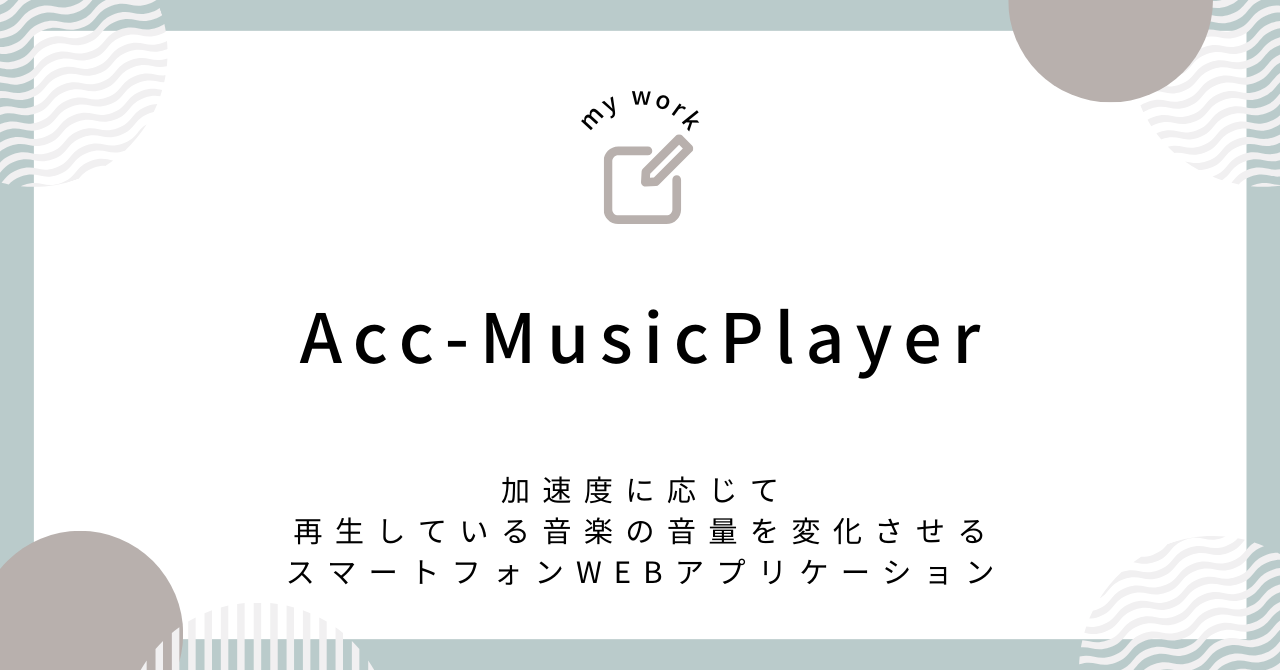 my work
Acc-MusicPlayer
加速度に応じて
再生している音楽の音量を変化させる
スマートフォンWEBアプリケーション